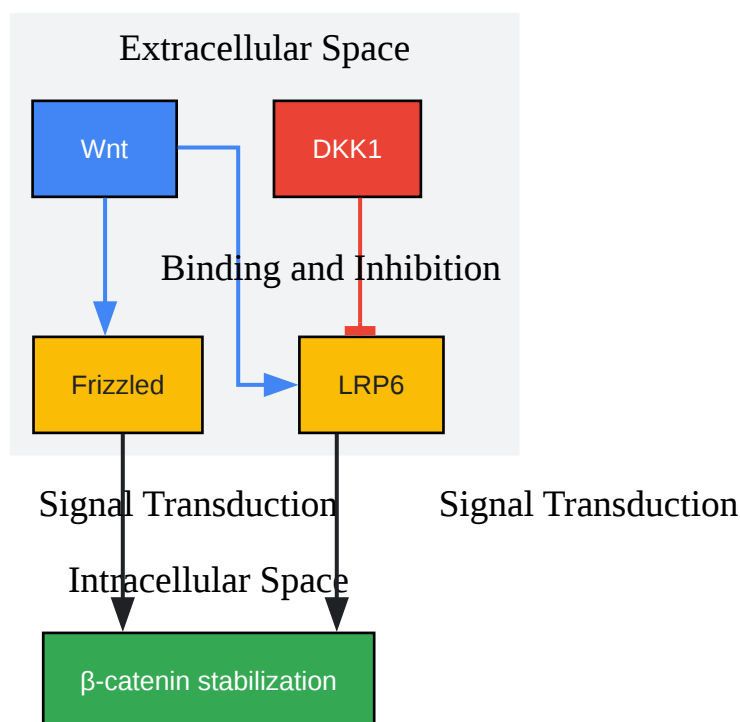 Extracellular Space
Wnt
DKK1
Binding and Inhibition
Frizzled
LRP6
Signal Transduction
Signal Transduction
Intracellular Space
β-catenin stabilization